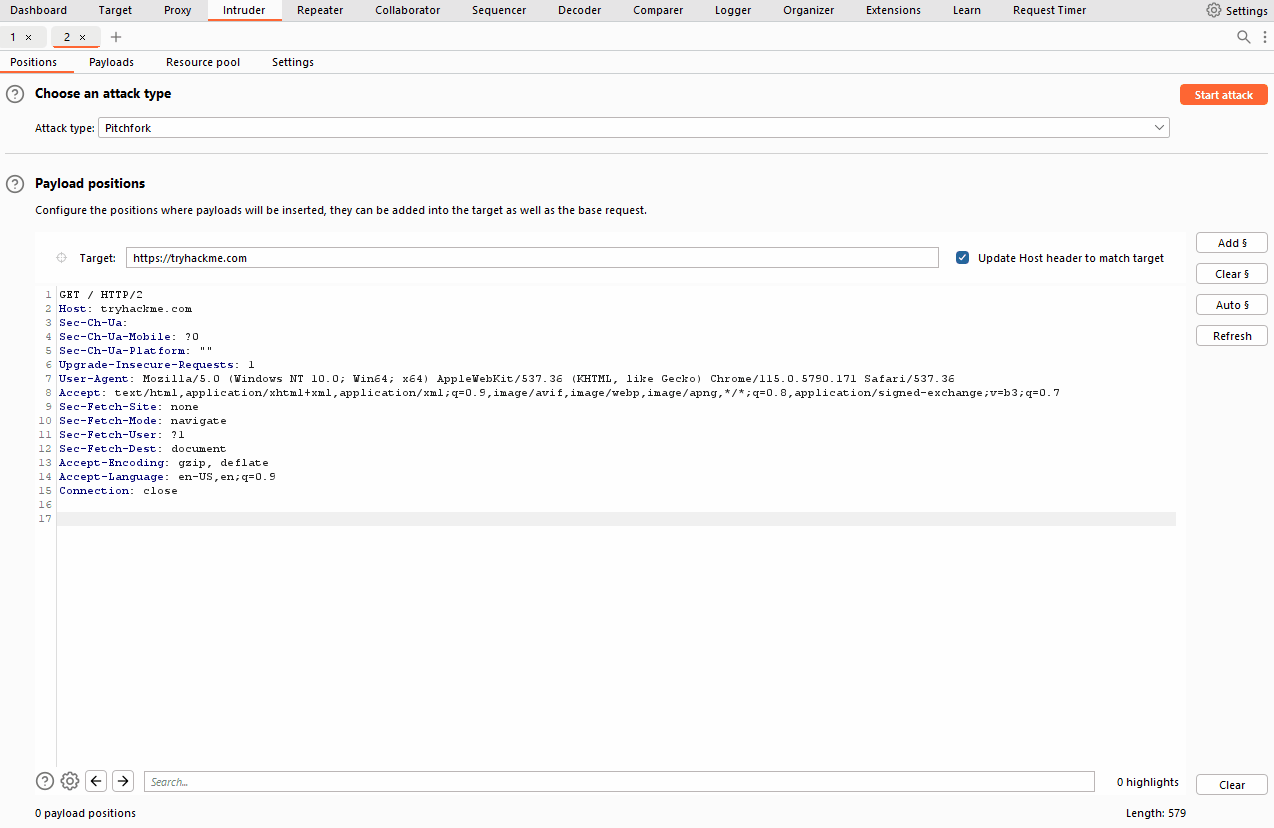 Dashboard Target Proxy Intruder Repeater Collaborator Sequencer Decoder Comparer Logger Organizer Extensions Learn Request Timer Settings
1 × 2 × +
Positions Payloads Resource pool Settings
? Choose an attack type Start attack
Attack type: Pitchfork
? Payload positions
Configure the positions where payloads will be inserted, they can be added into the target as well as the base request.
Target: https://tryhackme.com Update Host header to match target Add §
Clear §
Auto §
Refresh
1 GET / HTTP/2
2 Host: tryhackme.com
3 Sec-Ch-Ua:
4 Sec-Ch-Ua-Mobile: ?0
5 Sec-Ch-Ua-Platform: ""
6 Upgrade-Insecure-Requests: 1
7 User-Agent: Mozilla/5.0 (Windows NT 10.0; Win64; x64) AppleWebKit/537.36 (KHTML, like Gecko) Chrome/115.0.5790.171 Safari/537.36
8 Accept: text/html,application/xhtml+xml,application/xml;q=0.9,image/avif,image/webp,image/apng,*/*;q=0.8,application/signed-exchange;v=b3;q=0.7
9 Sec-Fetch-Site: none
10 Sec-Fetch-Mode: navigate
11 Sec-Fetch-User: ?1
12 Sec-Fetch-Dest: document
13 Accept-Encoding: gzip, deflate
14 Accept-Language: en-US,en;q=0.9
15 Connection: close
16
17
? Search... 0 highlights Clear
0 payload positions Length: 579